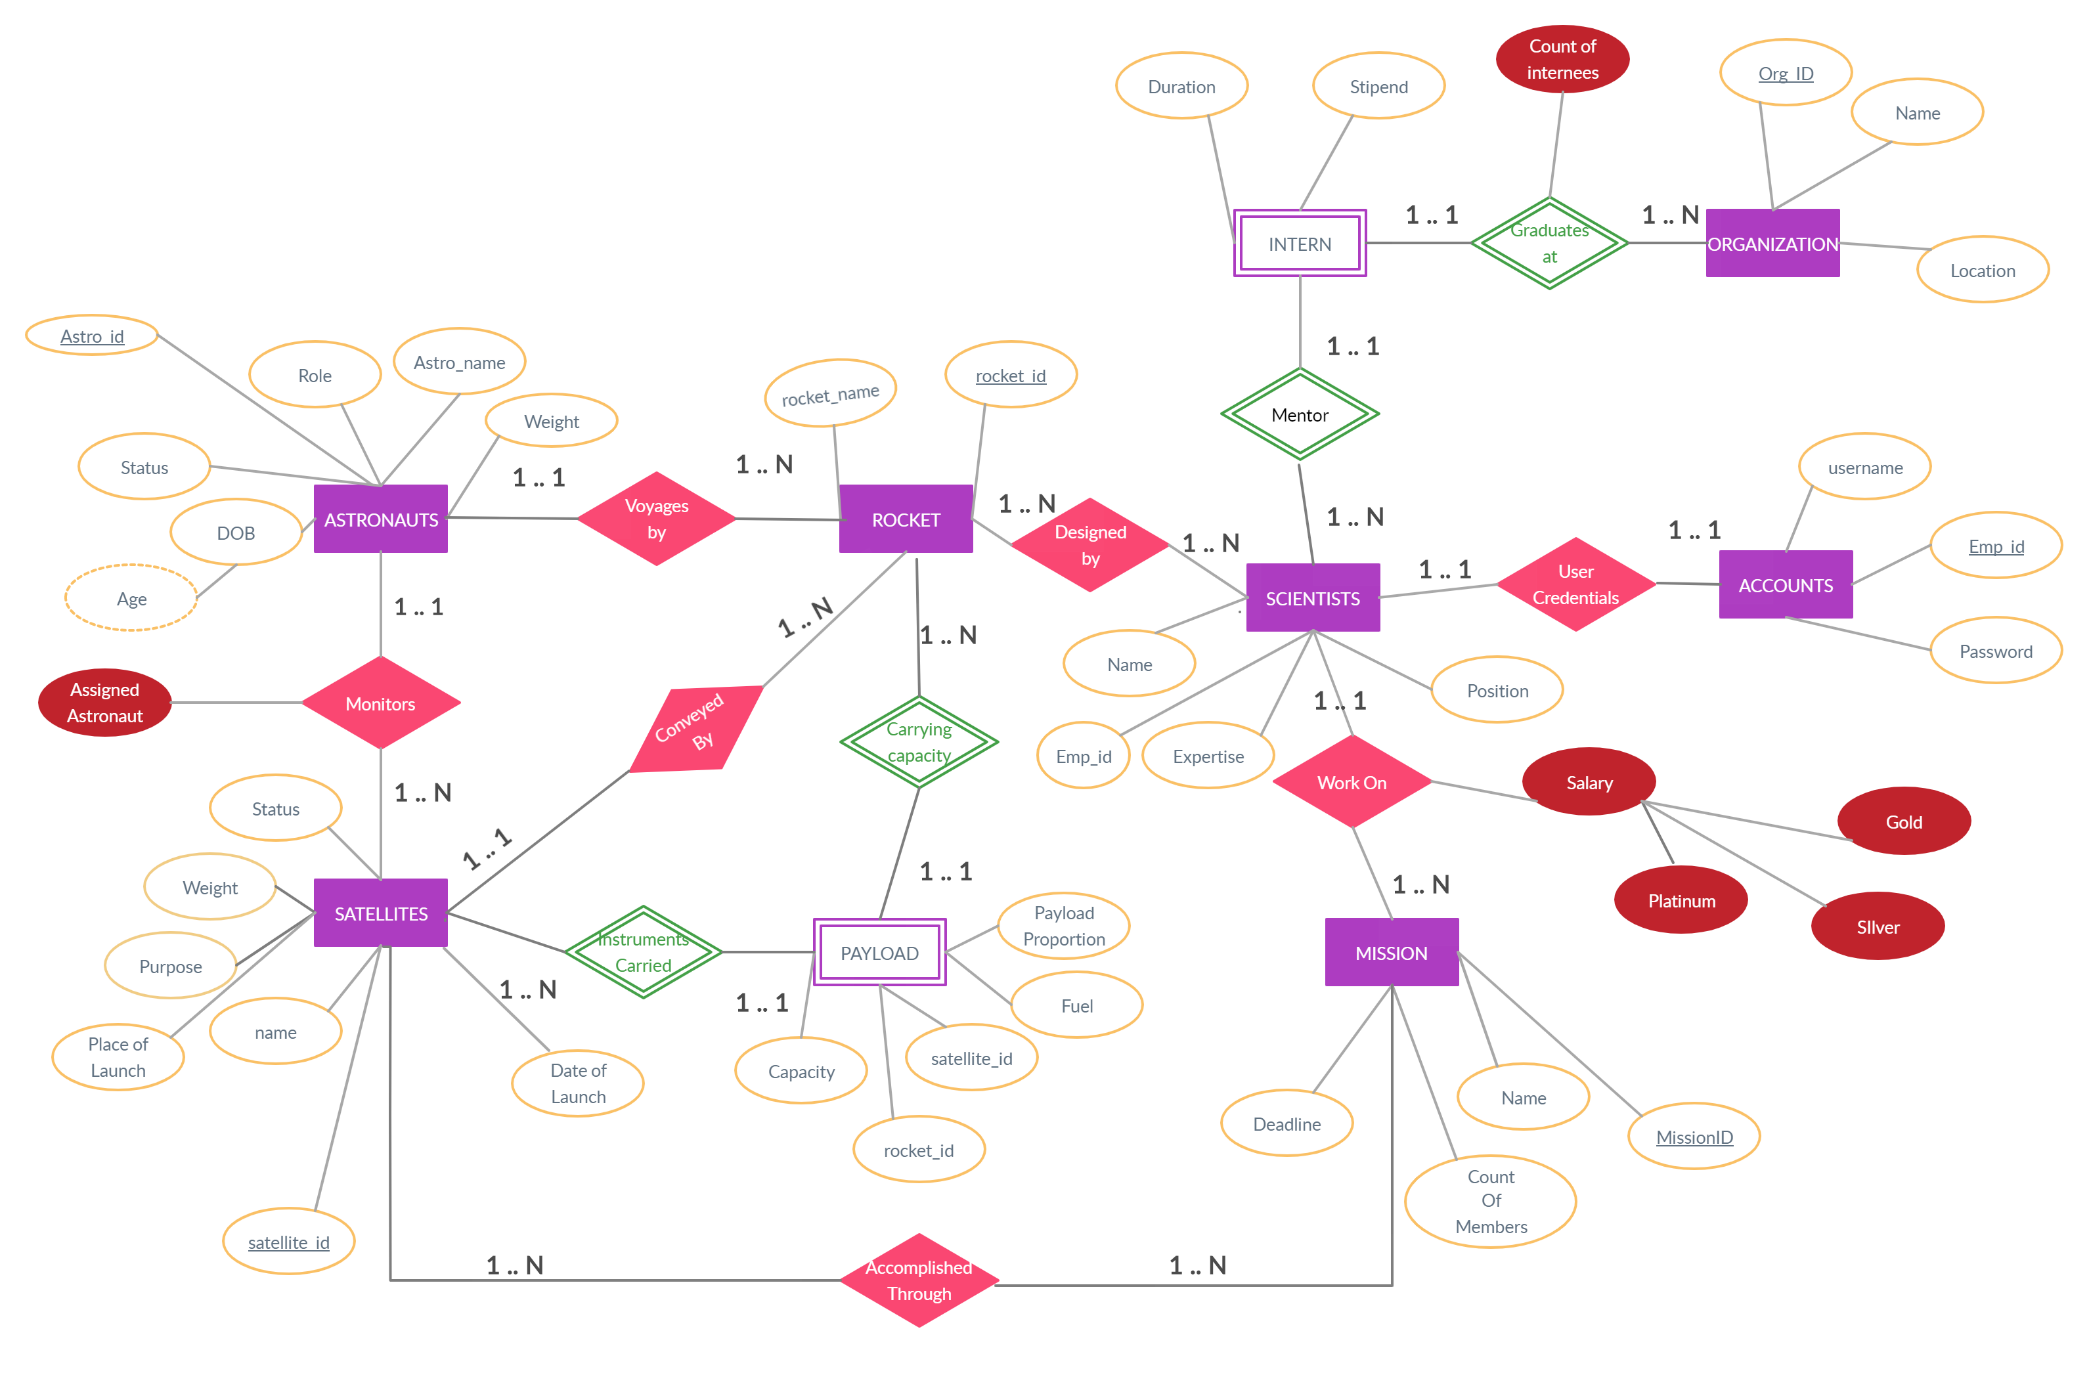 Count of
internees
Org_ID
Duration
Stipend
Name
1 .. 1
1 .. N
Graduates
at
INTERN
ORGANIZATION
Location
Astro_id
1 .. 1
Role
Astro_name
rocket_name
rocket_id
Mentor
Weight
Status
1 .. 1
1 .. N
username
1 .. N
1 .. N
DOB
ASTRONAUTS
Voyages
by
ROCKET
Designed
by
1 .. N
1 .. 1
Emp_id
Age
1 .. 1
User
Credentials
ACCOUNTS
SCIENTISTS
1 .. 1
1 .. N
1 .. N
Name
Password
Assigned
Astronaut
Monitors
Conveyed
By
Position
1 .. 1
Carrying
capacity
Emp_id
Expertise
Work On
Salary
1 .. N
Status
Gold
1 .. 1
1 .. 1
Weight
1 .. N
Platinum
SATELLITES
Payload
Proportion
SIlver
Instruments
Carried
PAYLOAD
MISSION
Purpose
1 .. N
1 .. 1
Fuel
name
Place of
Launch
satellite_id
Date of
Launch
Capacity
Name
Deadline
MissionID
rocket_id
Count
Of
Members
satellite_id
1 .. N
Accomplished
Through
1 .. N